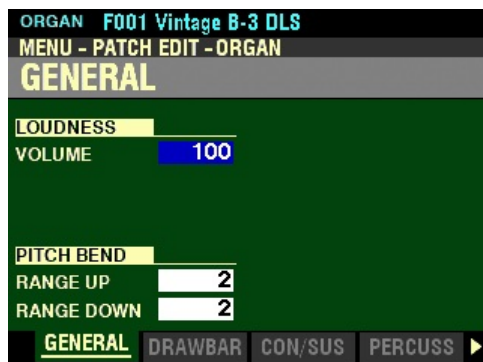 ORGAN F001 Vintage B-3 DLS
MENU - PATCH EDIT - ORGAN
GENERAL
LOUDNESS
VOLUME 100
PITCH BEND
RANGE UP 2
RANGE DOWN 2
GENERAL DRAWBAR CON/SUS PERCUSS